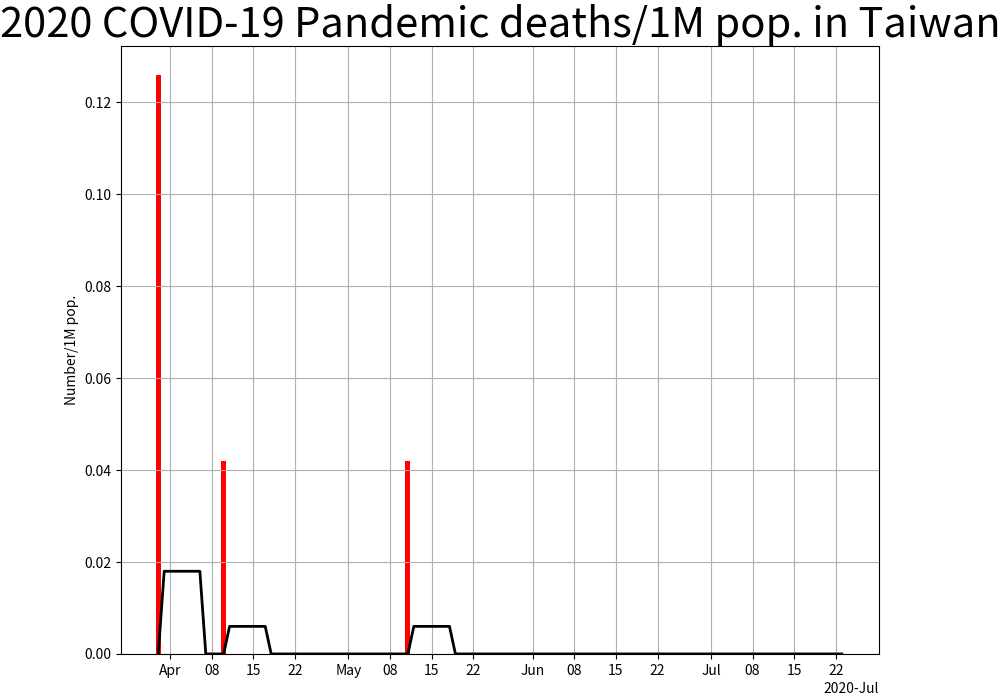 2020 COVID-19 Pandemic deaths/1M pop. in Taiwan
0.12
0.10
0.08
0.06
0.04
0.02
0.00
Number/1M pop.
Apr 08 15 22 May 08 15 22 Jun 08 15 22 Jul 08 15 22
2020-Jul